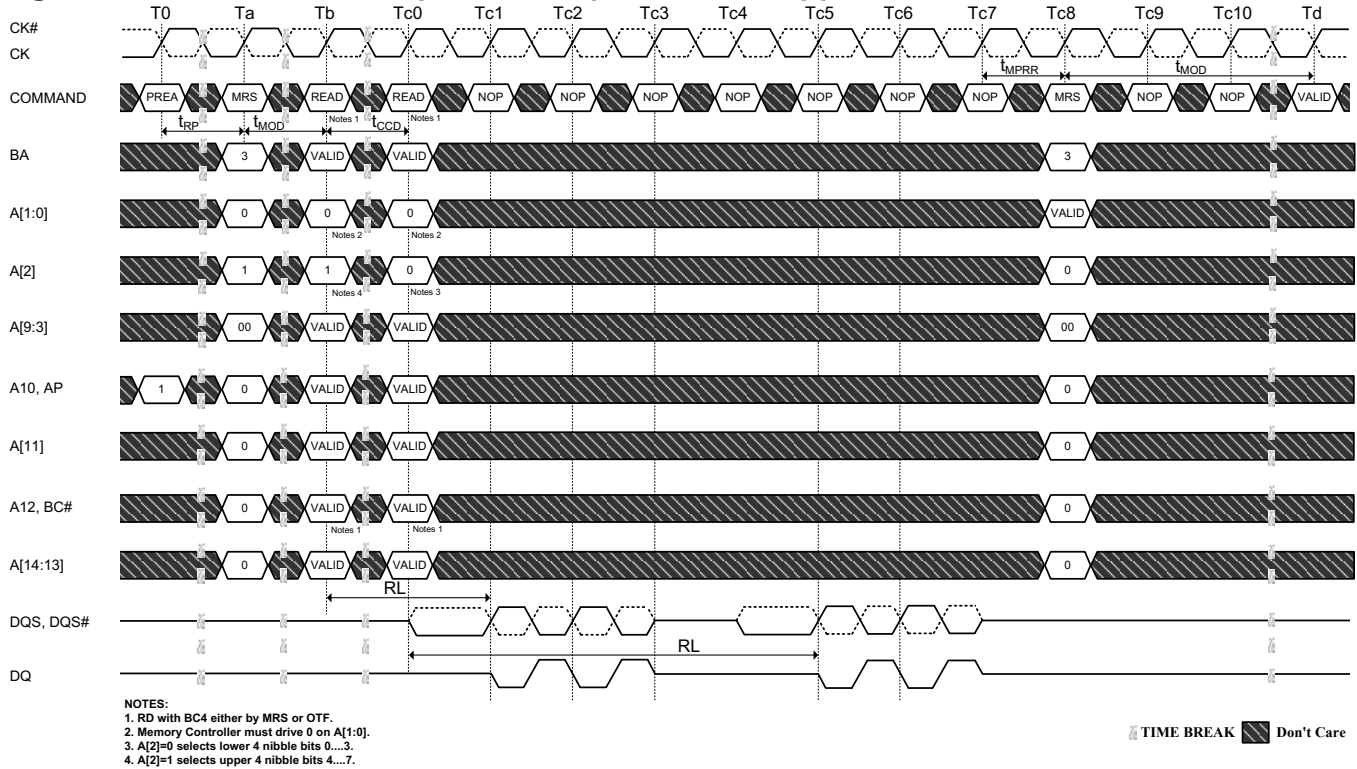 T0 Ta Tb Tc0 Tc1 Tc2 Tc3 Tc4 Tc5 Tc6 Tc7 Tc8 Tc9 Tc10 Td
CK#
CK
tMPRR tMOD
COMMAND PREA MRS READ READ NOP NOP NOP NOP NOP NOP NOP MRS NOP NOP VALID
Notes 1 Notes 1
tRP tMOD tCCD
BA 3 VALID VALID 3
A[1:0] 0 0 0 VALID
Notes 2 Notes 2
A[2] 1 1 0 0
Notes 4 Notes 3
A[9:3] 00 VALID VALID 00
A10, AP 1 0 VALID VALID 0
A[11] 0 VALID VALID 0
A12, BC# 0 VALID VALID 0
Notes 1 Notes 1
A[14:13] 0 VALID VALID 0
RL
DQS, DQS#
RL
DQ
NOTES:
1. RD with BC4 either by MRS or OTF.
2. Memory Controller must drive 0 on A[1:0].
3. A[2]=0 selects lower 4 nibble bits 0....3.
4. A[2]=1 selects upper 4 nibble bits 4....7.
TIME BREAK Don't Care